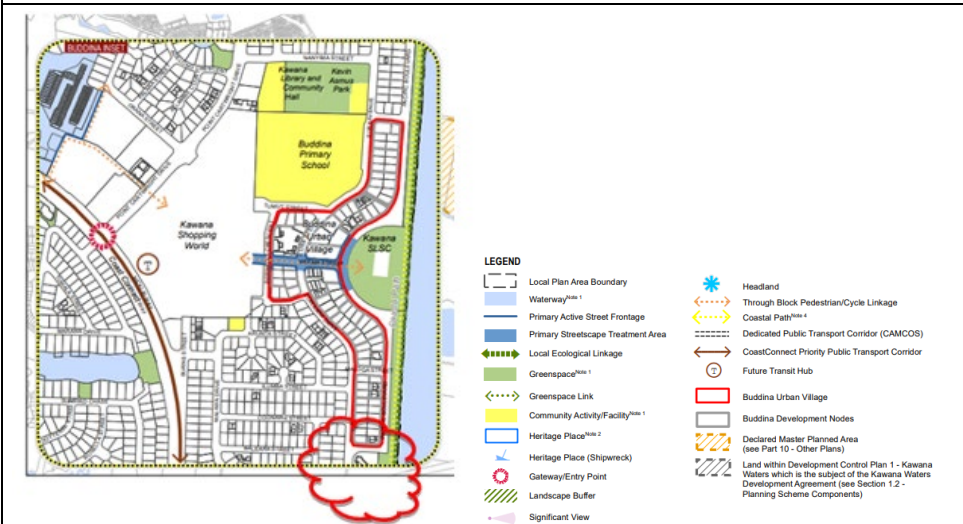 BUDDINA INSET
Kawana
Library and
Community
Hall
Kevin
Asmus
Park
Buddina
Primary
School
POINT CARTWRIGHT DRIVE
Buddina
Urban
Village
Kawana
SLSC
Kawana
Shopping
World
T
LEGEND
Local Plan Area Boundary
Waterway Note 1
Primary Active Street Frontage
Primary Streetscape Treatment Area
Local Ecological Linkage
Greenspace Note 1
Greenspace Link
Community Activity/Facility Note 1
Heritage Place Note 2
Heritage Place (Shipwreck)
Gateway/Entry Point
Landscape Buffer
Significant View
Headland
Through Block Pedestrian/Cycle Linkage
Coastal Path Note 4
Dedicated Public Transport Corridor (CAMCOS)
CoastConnect Priority Public Transport Corridor
T
Future Transit Hub
Buddina Urban Village
Buddina Development Nodes
Declared Master Planned Area
(see Part 10 - Other Plans)
Land within Development Control Plan 1 - Kawana
Waters which is the subject of the Kawana Waters
Development Agreement (see Section 1.2 -
Planning Scheme Components)